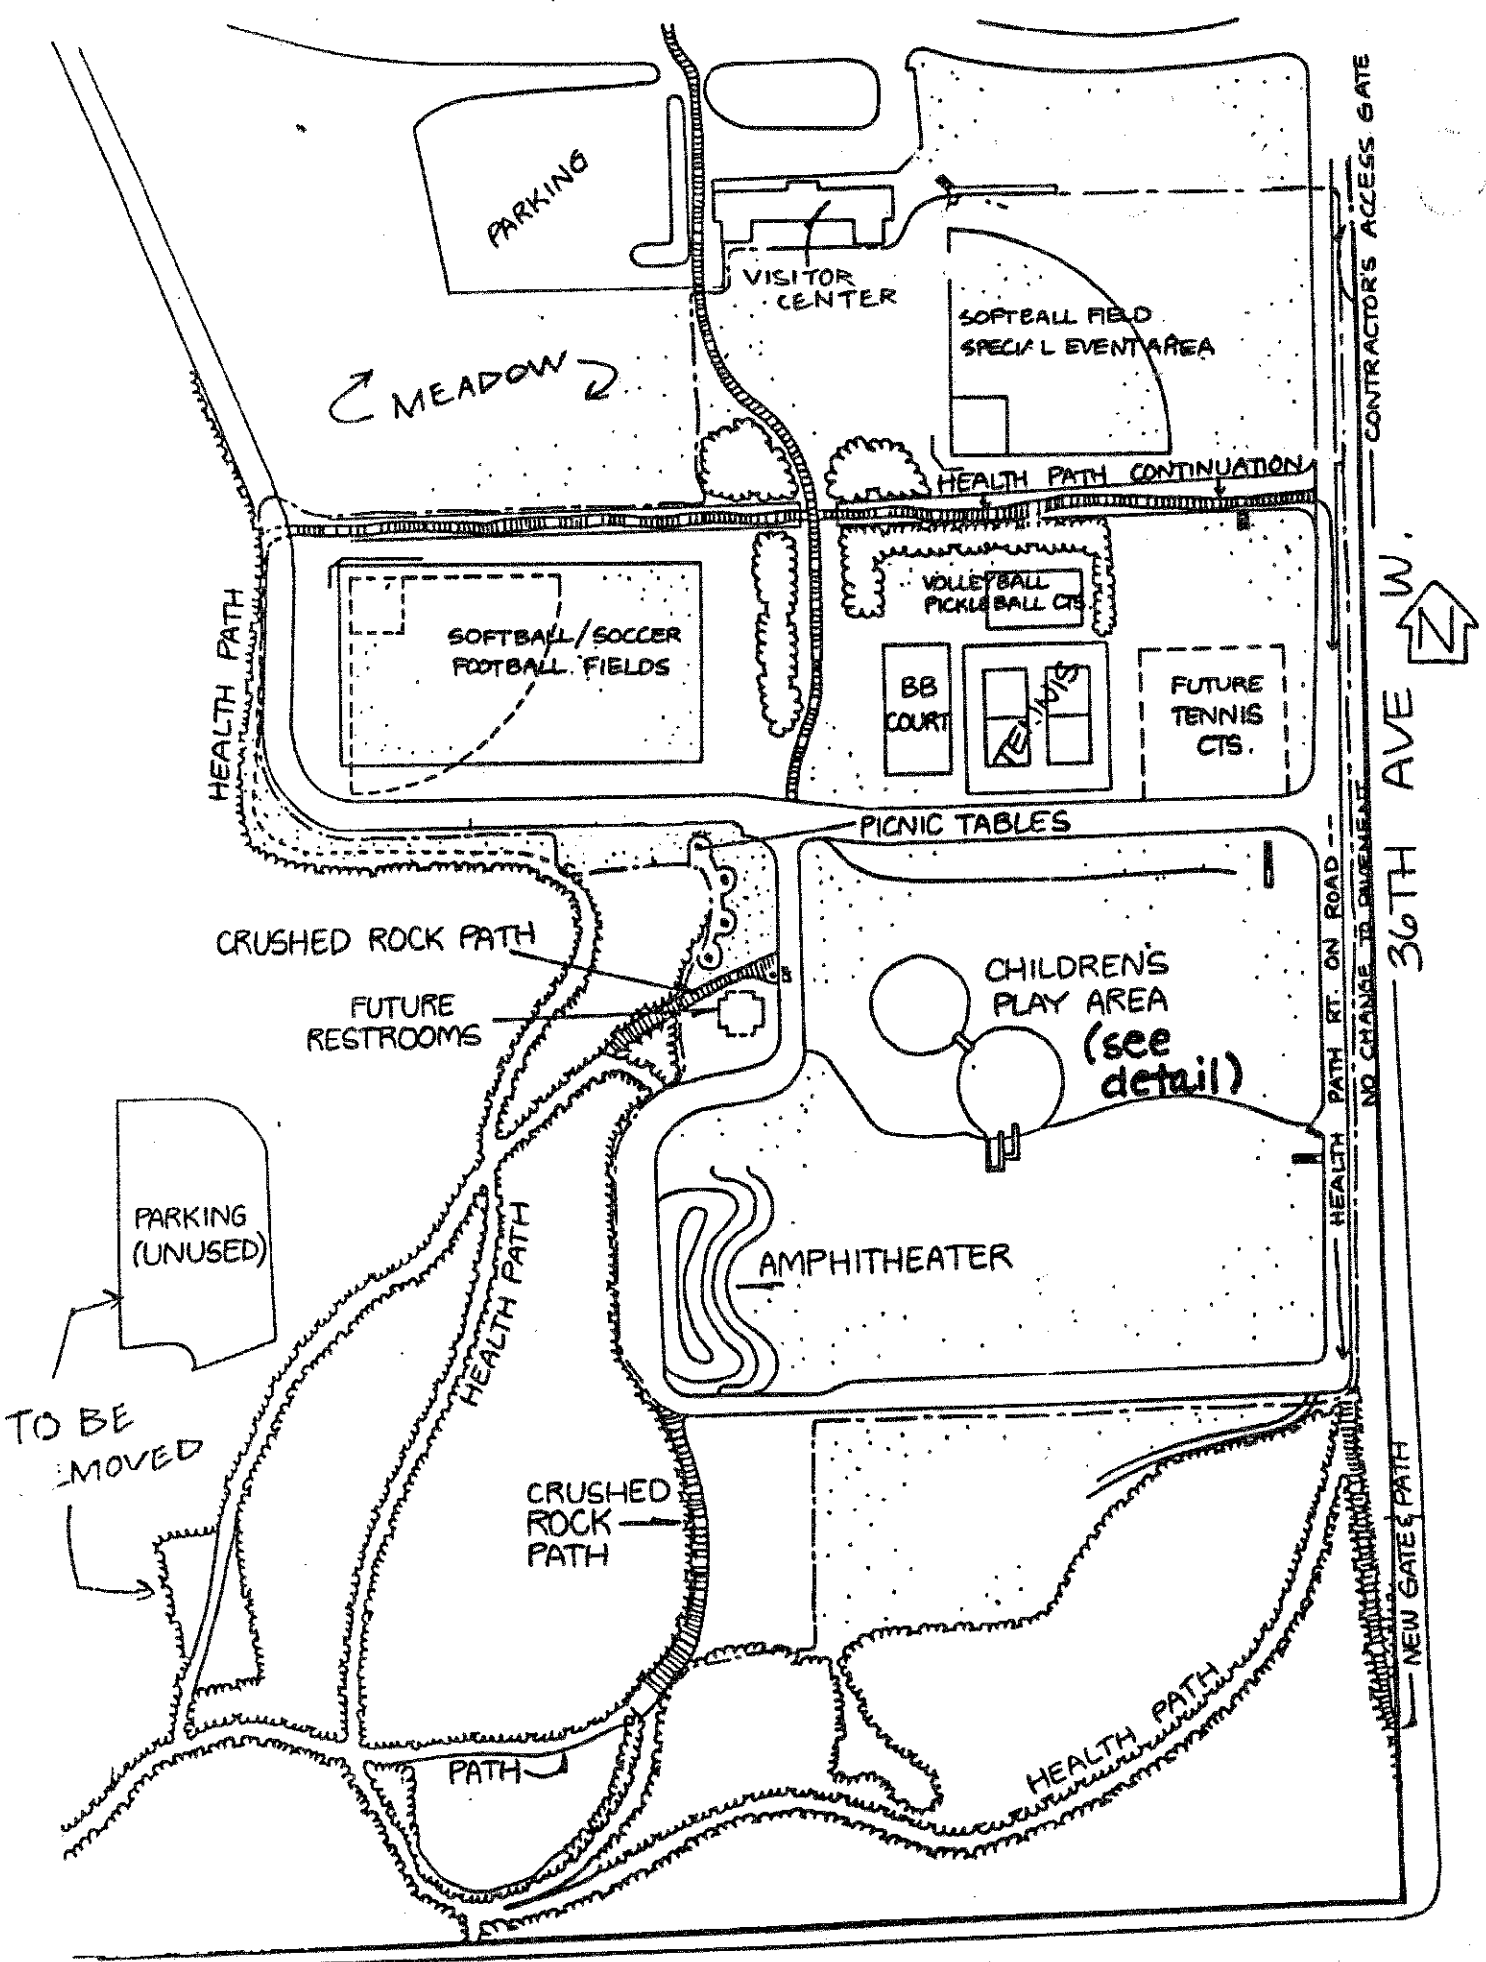 PARKING
VISITOR
CENTER
CONTRACTOR'S ACCESS GATE
SOFTBALL FIELD
SPECIAL EVENT AREA
MEADOW
HEALTH PATH CONTINUATION
HEALTH PATH
SOFTBALL/SOCCER
FOOTBALL FIELDS
VOLLEYBALL
PICKLEBALL CTS.
BB
COURT
TENNIS
FUTURE
TENNIS
CTS.
N
36TH AVE W.
PICNIC TABLES
CRUSHED ROCK PATH
FUTURE
RESTROOMS
CHILDREN'S
PLAY AREA
(see
detail)
HEALTH PATH RT. ON ROAD
NO CHANGE TO PAVEMENT
PARKING
(UNUSED)
HEALTH PATH
AMPHITHEATER
TO BE
MOVED
CRUSHED
ROCK
PATH
NEW GATE & PATH
PATH
HEALTH PATH